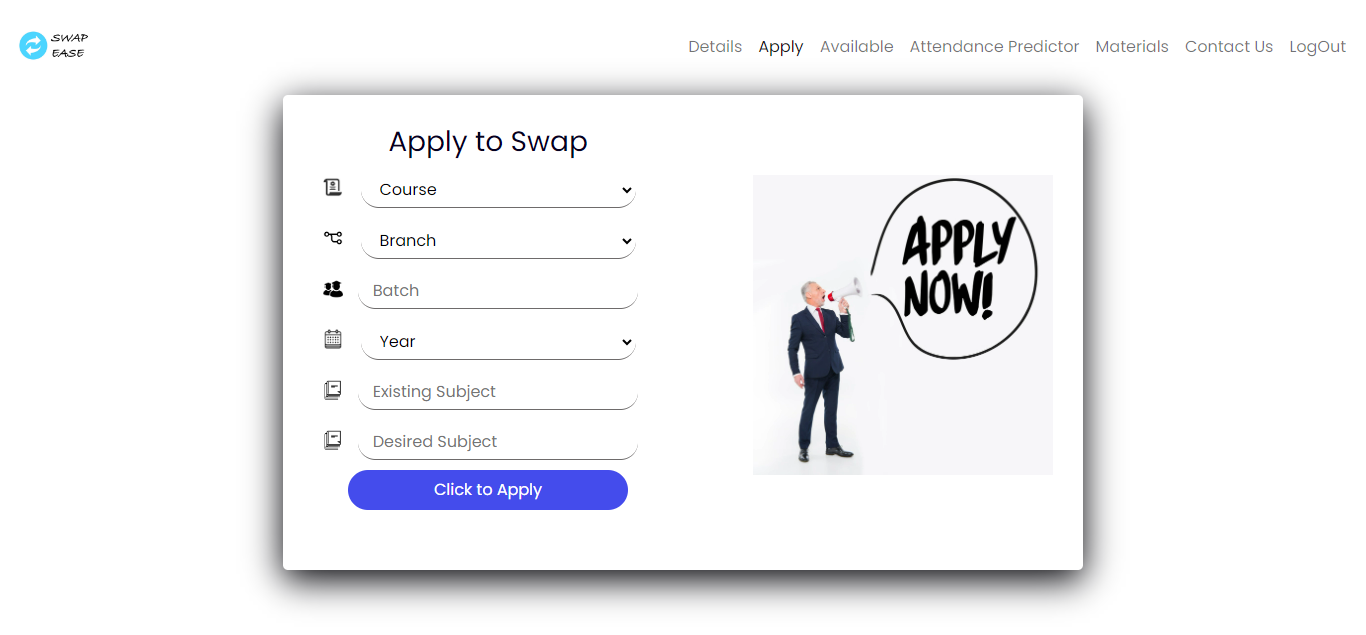 SWAP
EASE
Details Apply Available Attendance Predictor Materials Contact Us LogOut
Apply to Swap
Course
Branch
Batch
Year
Existing Subject
Desired Subject
Click to Apply
APPLY
NOW!